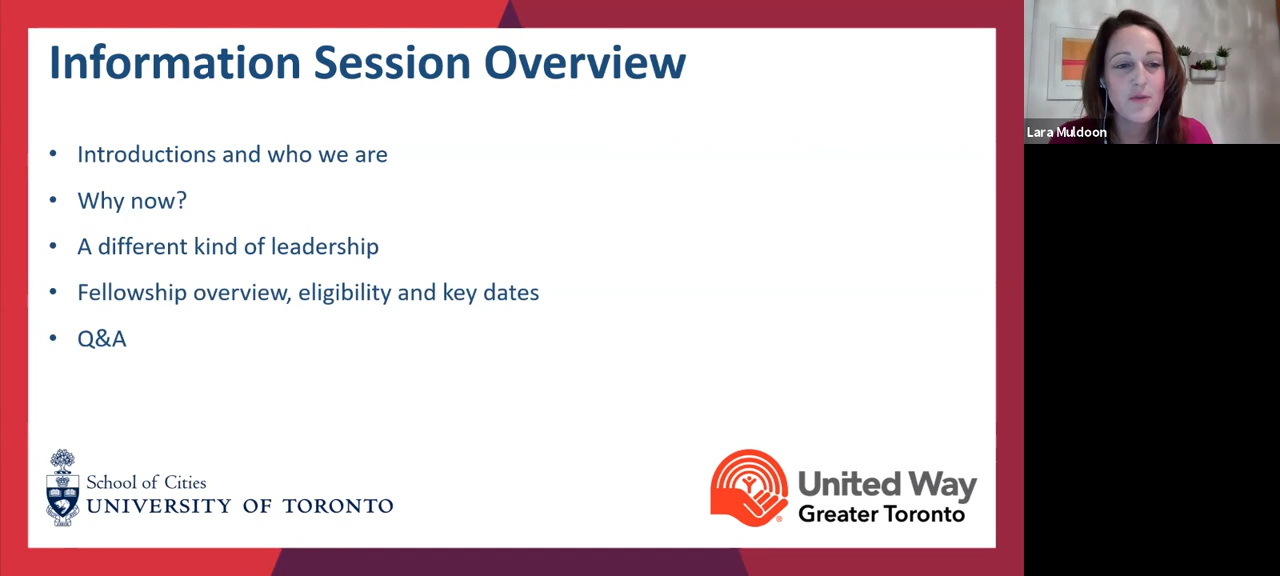 Information Session Overview
• Introductions and who we are
• Why now?
• A different kind of leadership
• Fellowship overview, eligibility and key dates
• Q&A
School of Cities
UNIVERSITY OF TORONTO
United Way
Greater Toronto
®
Lara Muldoon